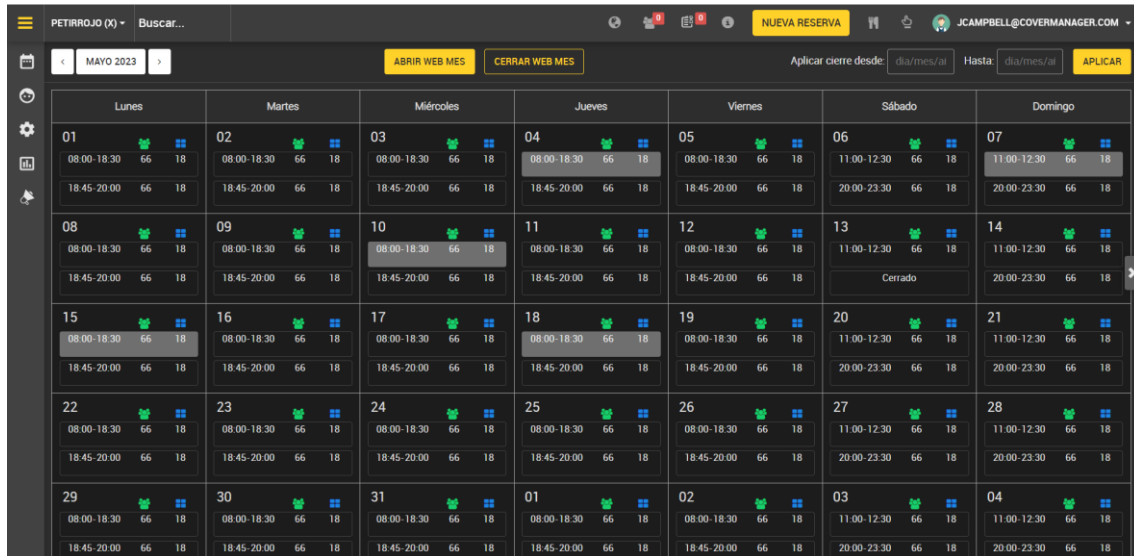 PETIRROJO (X) Buscar... 0 0 NUEVA RESERVA JCAMPBELL@COVERMANAGER.COM
MAYO 2023 ABRIR WEB MES CERRAR WEB MES Aplicar cierre desde: dia/mes/a Hasta: dia/mes/a APLICAR
Lunes Martes Miércoles Jueves Viernes Sábado Domingo
01 02 03 04 05 06 07
08:00-18:30 66 18 08:00-18:30 66 18 08:00-18:30 66 18 08:00-18:30 66 18 08:00-18:30 66 18 11:00-12:30 66 18 11:00-12:30 66 18
18:45-20:00 66 18 18:45-20:00 66 18 18:45-20:00 66 18 18:45-20:00 66 18 18:45-20:00 66 18 20:00-23:30 66 18 20:00-23:30 66 18
08 09 10 11 12 13 14
08:00-18:30 66 18 08:00-18:30 66 18 08:00-18:30 66 18 08:00-18:30 66 18 08:00-18:30 66 18 11:00-12:30 66 18 11:00-12:30 66 18
18:45-20:00 66 18 18:45-20:00 66 18 18:45-20:00 66 18 18:45-20:00 66 18 18:45-20:00 66 18 Cerrado 20:00-23:30 66 18
15 16 17 18 19 20 21
08:00-18:30 66 18 08:00-18:30 66 18 08:00-18:30 66 18 08:00-18:30 66 18 08:00-18:30 66 18 11:00-12:30 66 18 11:00-12:30 66 18
18:45-20:00 66 18 18:45-20:00 66 18 18:45-20:00 66 18 18:45-20:00 66 18 18:45-20:00 66 18 20:00-23:30 66 18 20:00-23:30 66 18
22 23 24 25 26 27 28
08:00-18:30 66 18 08:00-18:30 66 18 08:00-18:30 66 18 08:00-18:30 66 18 08:00-18:30 66 18 11:00-12:30 66 18 11:00-12:30 66 18
18:45-20:00 66 18 18:45-20:00 66 18 18:45-20:00 66 18 18:45-20:00 66 18 18:45-20:00 66 18 20:00-23:30 66 18 20:00-23:30 66 18
29 30 31 01 02 03 04
08:00-18:30 66 18 08:00-18:30 66 18 08:00-18:30 66 18 08:00-18:30 66 18 08:00-18:30 66 18 11:00-12:30 66 18 11:00-12:30 66 18
18:45-20:00 66 18 18:45-20:00 66 18 18:45-20:00 66 18 18:45-20:00 66 18 18:45-20:00 66 18 20:00-23:30 66 18 20:00-23:30 66 18